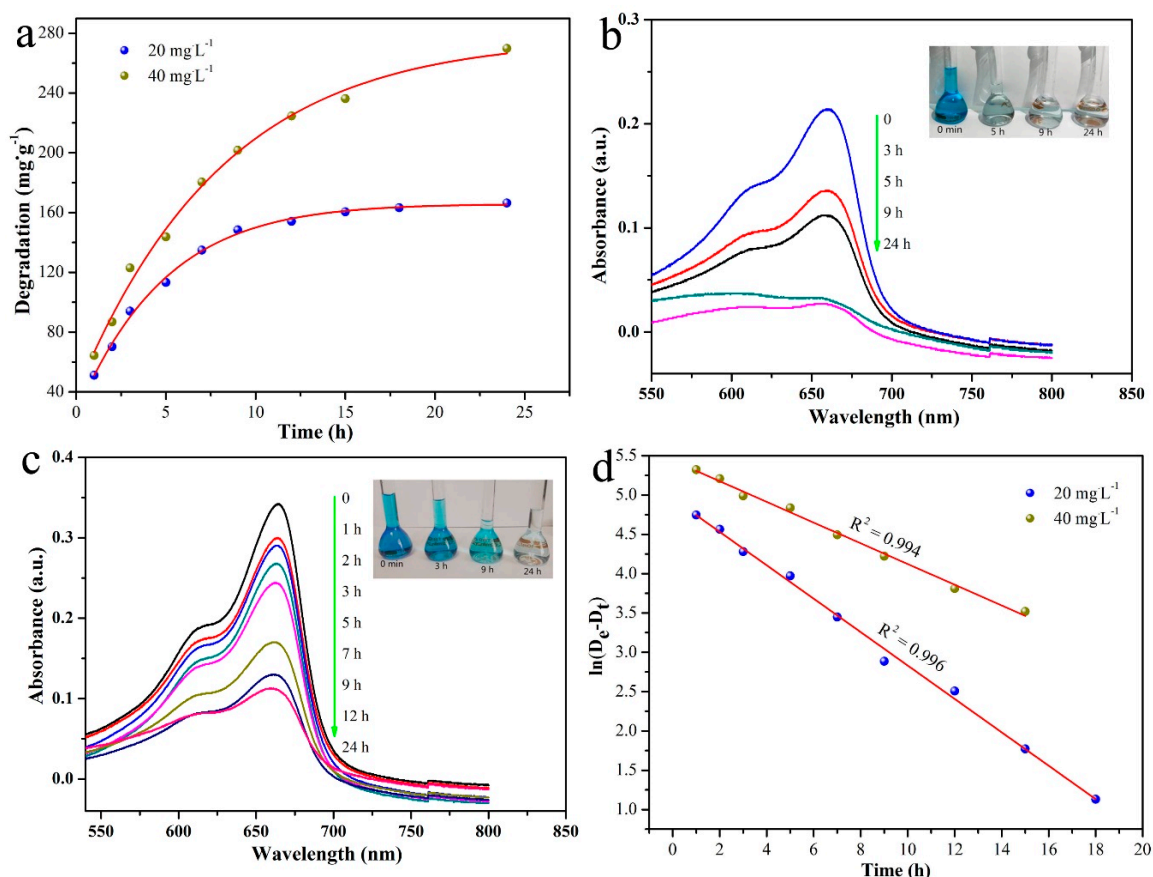 a
20 mg·L-1
40 mg·L-1
Degradation (mg·g-1)
280
240
200
160
120
80
40
0
5
10
15
20
25
Time (h)
b
Absorbance (a.u.)
0.3
0.2
0.1
0.0
0
3 h
5 h
9 h
24 h
0 min
5 h
9 h
24 h
550
600
650
700
750
800
850
Wavelength (nm)
c
Absorbance (a.u.)
0.4
0.3
0.2
0.1
0.0
0
1 h
2 h
3 h
5 h
7 h
9 h
12 h
24 h
0 min
3 h
9 h
24 h
550
600
650
700
750
800
850
Wavelength (nm)
d
20 mg·L-1
40 mg·L-1
R2 = 0.994
R2 = 0.996
ln(De-Dt)
5.5
5.0
4.5
4.0
3.5
3.0
2.5
2.0
1.5
1.0
0
2
4
6
8
10
12
14
16
18
20
Time (h)